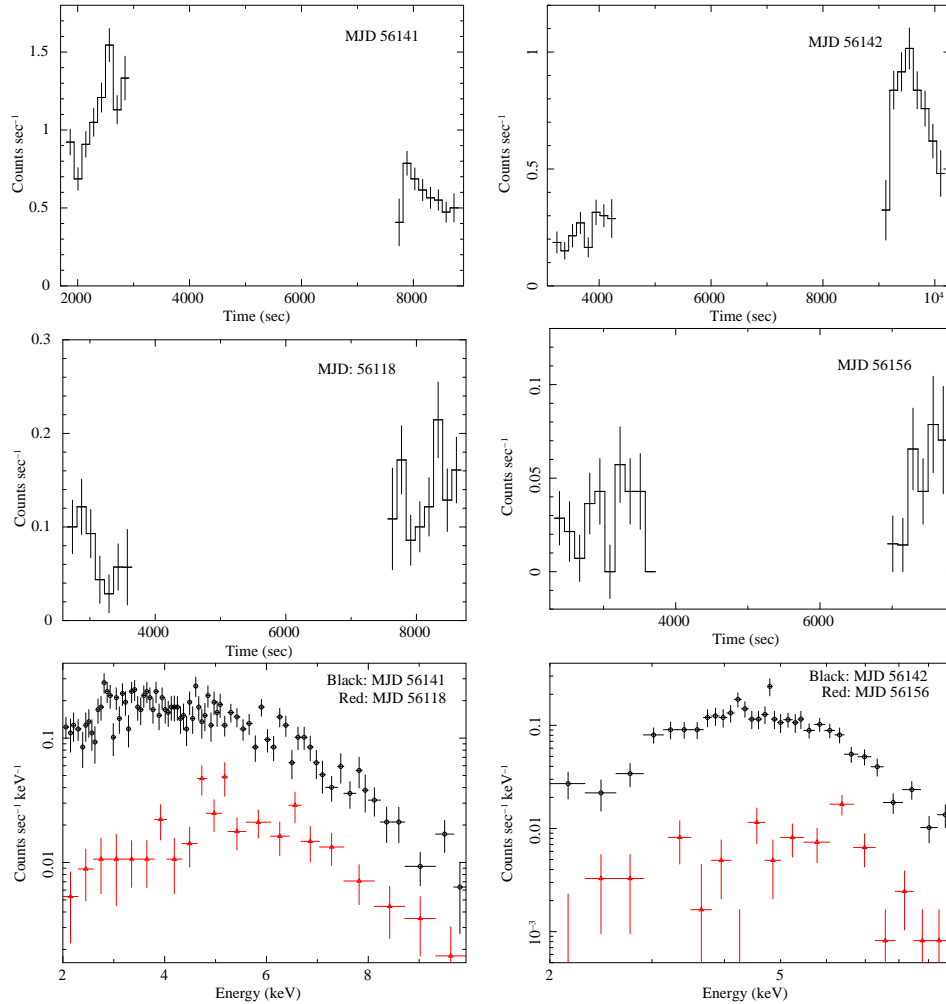 MJD 56141
1.5
1
0.5
0
Counts sec⁻¹
2000 4000 6000 8000
Time (sec)
MJD 56142
1
0.5
0
Counts sec⁻¹
4000 6000 8000 10⁴
Time (sec)
MJD: 56118
0.3
0.2
0.1
0
Counts sec⁻¹
4000 6000 8000
Time (sec)
MJD 56156
0.1
0.05
0
Counts sec⁻¹
4000 6000
Time (sec)
Black: MJD 56141
Red: MJD 56118
0.1
0.01
Counts sec⁻¹ keV⁻¹
2 4 6 8
Energy (keV)
Black: MJD 56142
Red: MJD 56156
0.1
0.01
10⁻³
Counts sec⁻¹ keV⁻¹
2 5
Energy (keV)